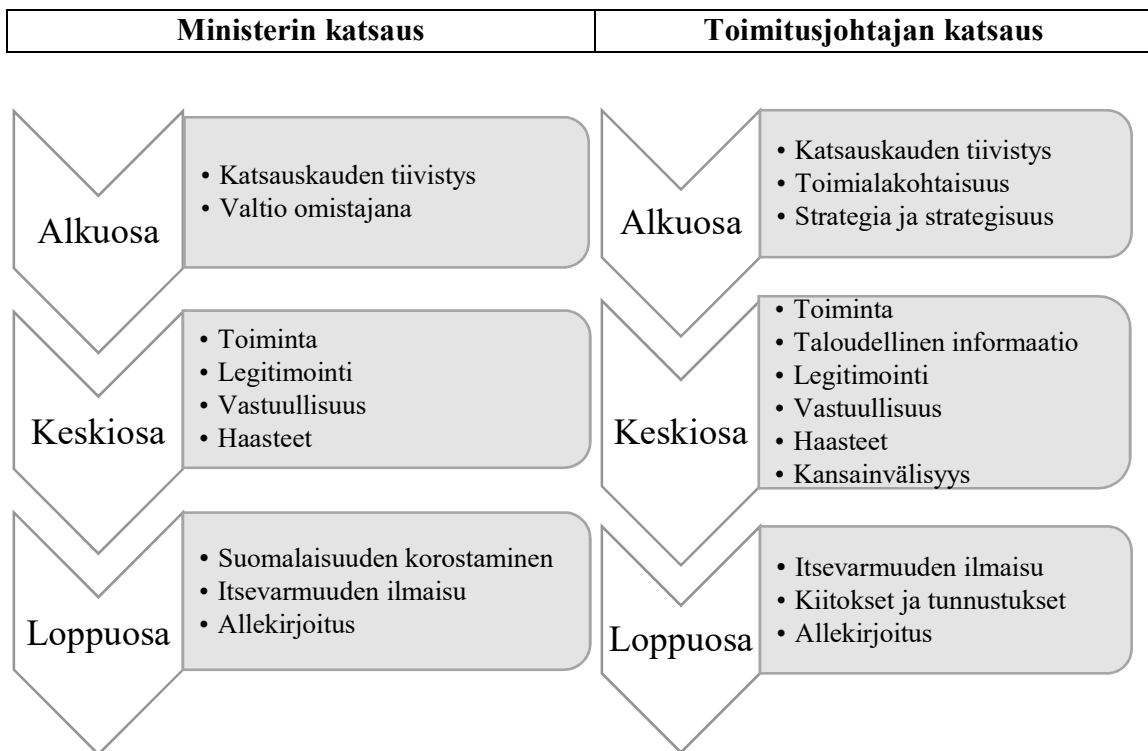 Ministerin katsaus
Toimitusjohtajan katsaus
Alkuosa
• Katsauskauden tiivistys
• Valtio omistajana
Keskiosa
• Toiminta
• Legitimointi
• Vastuullisuus
• Haasteet
Loppuosa
• Suomalaisuuden korostaminen
• Itsevarmuuden ilmaisu
• Allekirjoitus
Alkuosa
• Katsauskauden tiivistys
• Toimialakohtaisuus
• Strategia ja strategisuus
Keskiosa
• Toiminta
• Taloudellinen informaatio
• Legitimointi
• Vastuullisuus
• Haasteet
• Kansainvälisyys
Loppuosa
• Itsevarmuuden ilmaisu
• Kiitokset ja tunnustukset
• Allekirjoitus